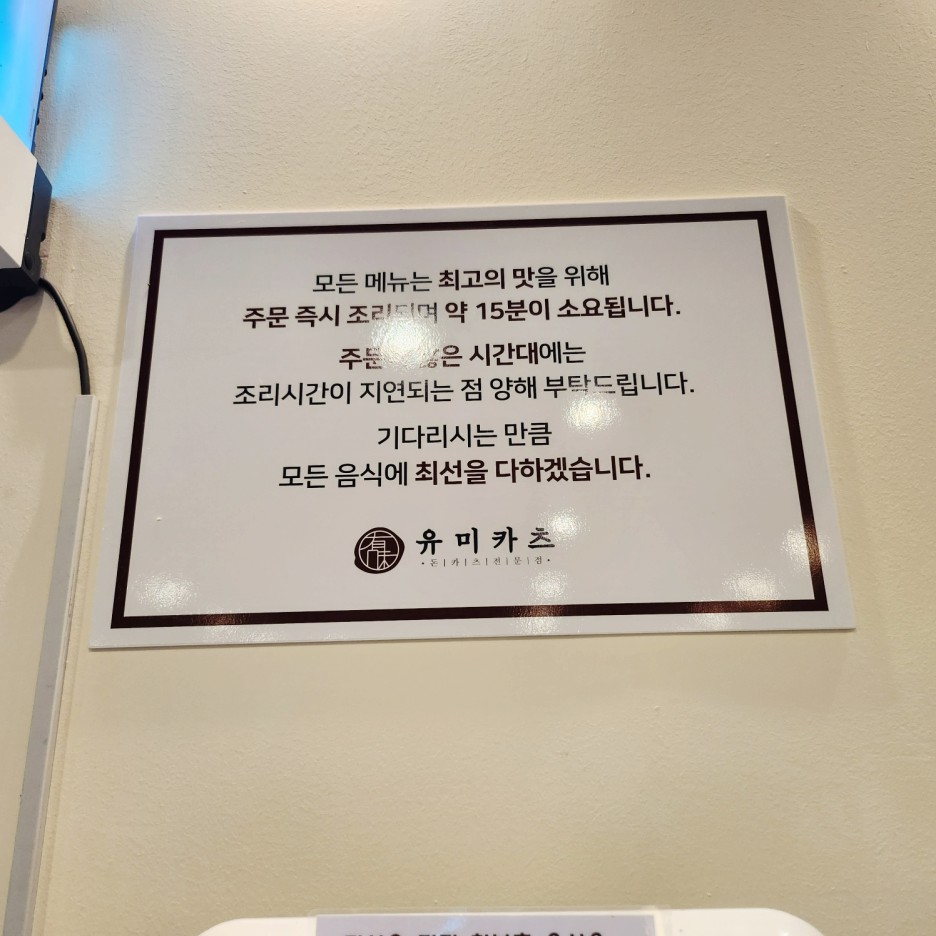 모든 메뉴는 최고의 맛을 위해
주문 즉시 조리되며 약 15분이 소요됩니다.
주문 많은 시간대에는
조리시간이 지연되는 점 양해 부탁드립니다.
기다리시는 만큼
모든 음식에 최선을 다하겠습니다.
有味 유미카츠
·돈|카|츠|전|문|점·